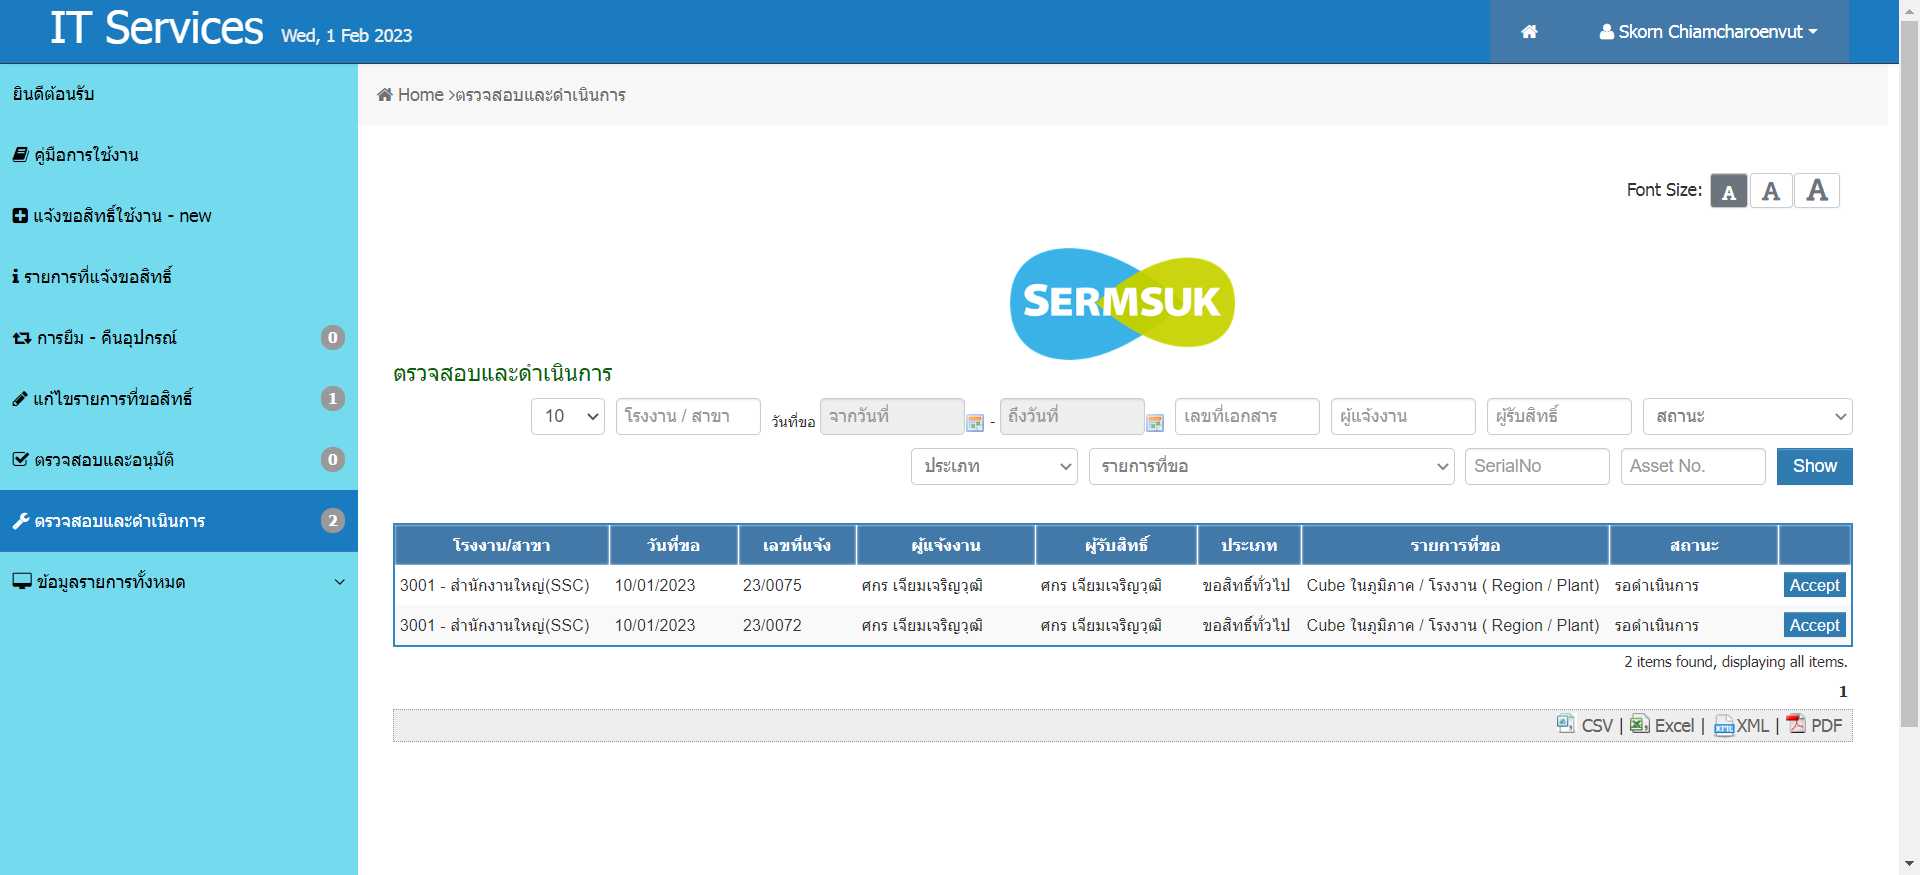 IT Services Wed, 1 Feb 2023
Skorn Chiamcharoenvut
ยินดีต้อนรับ
คู่มือการใช้งาน
แจ้งขอสิทธิ์ใช้งาน - new
รายการที่แจ้งขอสิทธิ์
การยืม - คืนอุปกรณ์ 0
แก้ไขรายการที่ขอสิทธิ์ 1
ตรวจสอบและอนุมัติ 0
ตรวจสอบและดำเนินการ 2
ข้อมูลรายการทั้งหมด
Home >ตรวจสอบและดำเนินการ
Font Size: A A A
SERMSUK
ตรวจสอบและดำเนินการ
10 โรงงาน / สาขา วันที่ขอ จากวันที่ - ถึงวันที่ เลขที่เอกสาร ผู้แจ้งงาน ผู้รับสิทธิ์ สถานะ
ประเภท รายการที่ขอ SerialNo Asset No. Show
โรงงาน/สาขา วันที่ขอ เลขที่แจ้ง ผู้แจ้งงาน ผู้รับสิทธิ์ ประเภท รายการที่ขอ สถานะ
3001 - สำนักงานใหญ่(SSC) 10/01/2023 23/0075 ศกร เจียมเจริญวุฒิ ศกร เจียมเจริญวุฒิ ขอสิทธิ์ทั่วไป Cube ในภูมิภาค / โรงงาน ( Region / Plant) รอดำเนินการ Accept
3001 - สำนักงานใหญ่(SSC) 10/01/2023 23/0072 ศกร เจียมเจริญวุฒิ ศกร เจียมเจริญวุฒิ ขอสิทธิ์ทั่วไป Cube ในภูมิภาค / โรงงาน ( Region / Plant) รอดำเนินการ Accept
2 items found, displaying all items.
1
CSV | Excel | XML | PDF